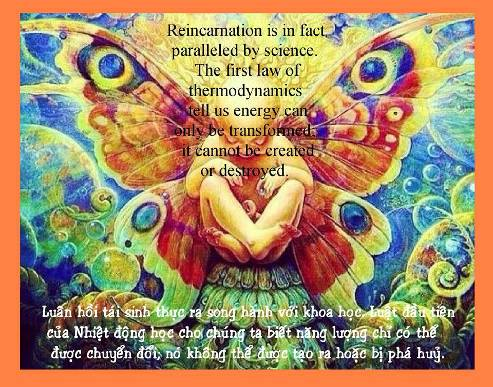 Reincarnation is in fact,
paralleled by science.
The first law of
thermodynamics
tell us energy can
only be transformed;
it cannot be created
or destroyed.
Luân hồi tái sinh thực ra song hành với khoa học. Luật đầu tiên
của Nhiệt động học cho chúng ta biết năng lượng chỉ có thể
được chuyển đổi; nó không thể được tạo ra hoặc bị phá huỷ.